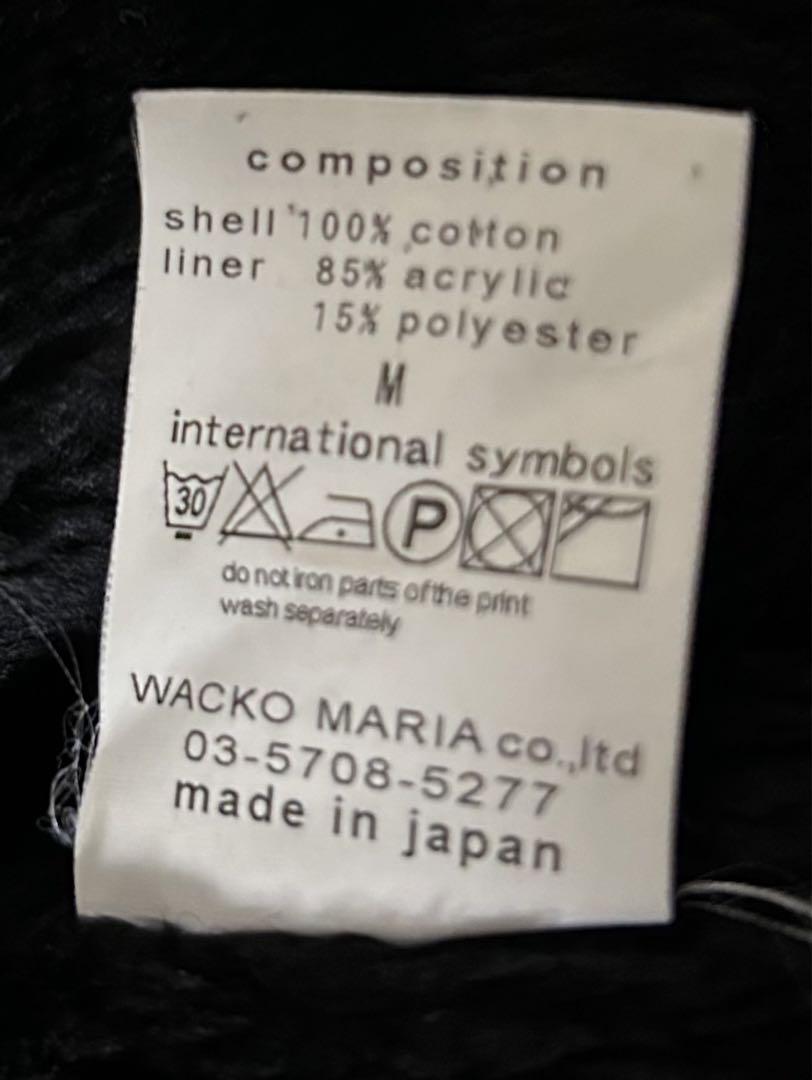 composition
shell 100% cotton
liner 85% acrylic
15% polyester
M
international symbols
30 P
do not iron parts of the print
wash separately
WACKO MARIA co.,ltd
03-5708-5277
made in japan